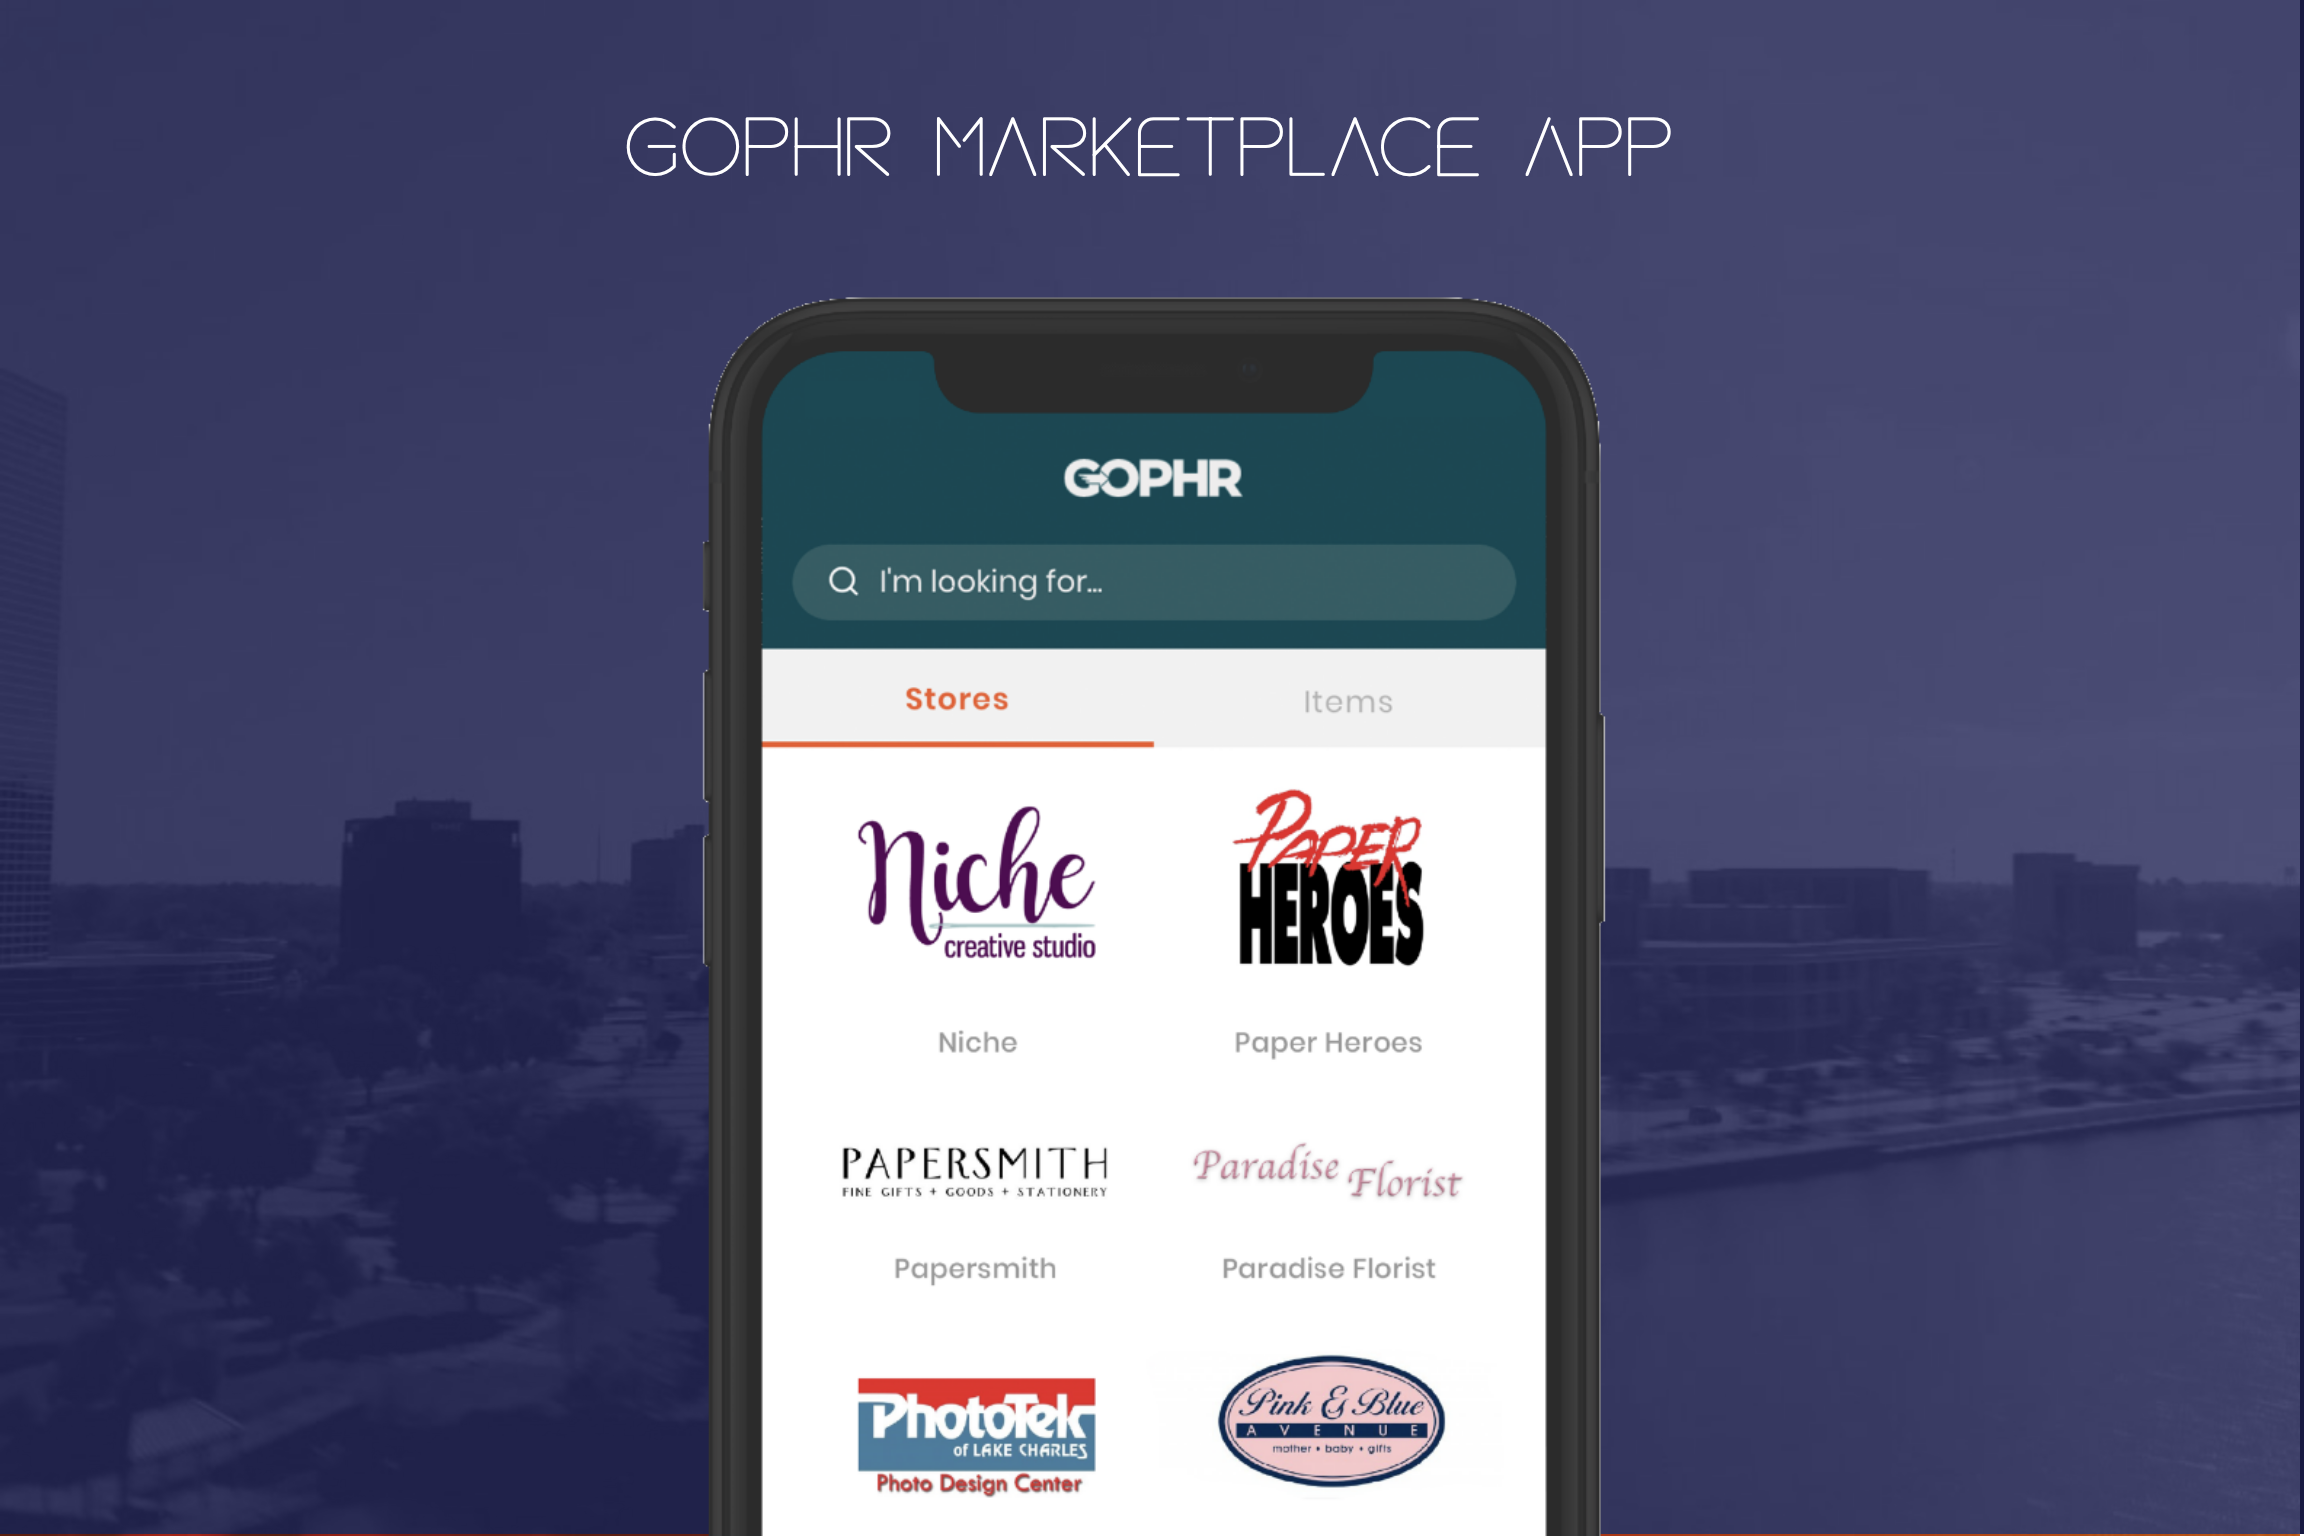 GOPHR MARKETPLACE APP
GOPHR
I'm looking for...
Stores
Items
Niche
creative studio
PAPER
HEROES
Niche
Paper Heroes
PAPERSMITH
FINE GIFTS + GOODS + STATIONERY
Paradise Florist
Papersmith
Paradise Florist
PhotoTek
of LAKE CHARLES
Photo Design Center
Pink & Blue
AVENUE
mother • baby • gifts